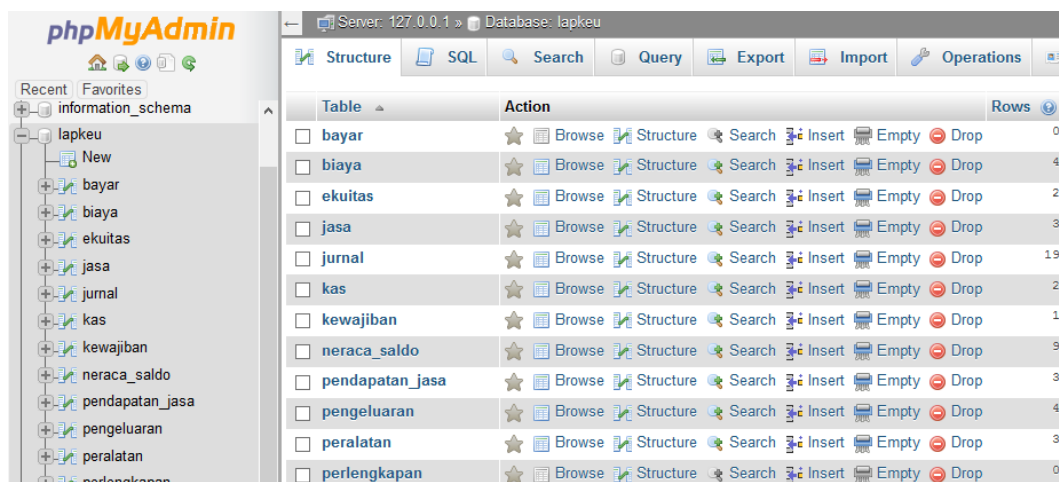 phpMyAdmin
Recent Favorites
information_schema
lapkeu
New
bayar
biaya
ekuitas
jasa
jurnal
kas
kewajiban
neraca_saldo
pendapatan_jasa
pengeluaran
peralatan
perlengkapan
Server: 127.0.0.1 » Database: lapkeu
Structure SQL Search Query Export Import Operations
Table Action Rows
bayar Browse Structure Search Insert Empty Drop 0
biaya Browse Structure Search Insert Empty Drop 4
ekuitas Browse Structure Search Insert Empty Drop 2
jasa Browse Structure Search Insert Empty Drop 3
jurnal Browse Structure Search Insert Empty Drop 19
kas Browse Structure Search Insert Empty Drop 2
kewajiban Browse Structure Search Insert Empty Drop 1
neraca_saldo Browse Structure Search Insert Empty Drop 9
pendapatan_jasa Browse Structure Search Insert Empty Drop 3
pengeluaran Browse Structure Search Insert Empty Drop 4
peralatan Browse Structure Search Insert Empty Drop 3
perlengkapan Browse Structure Search Insert Empty Drop 0